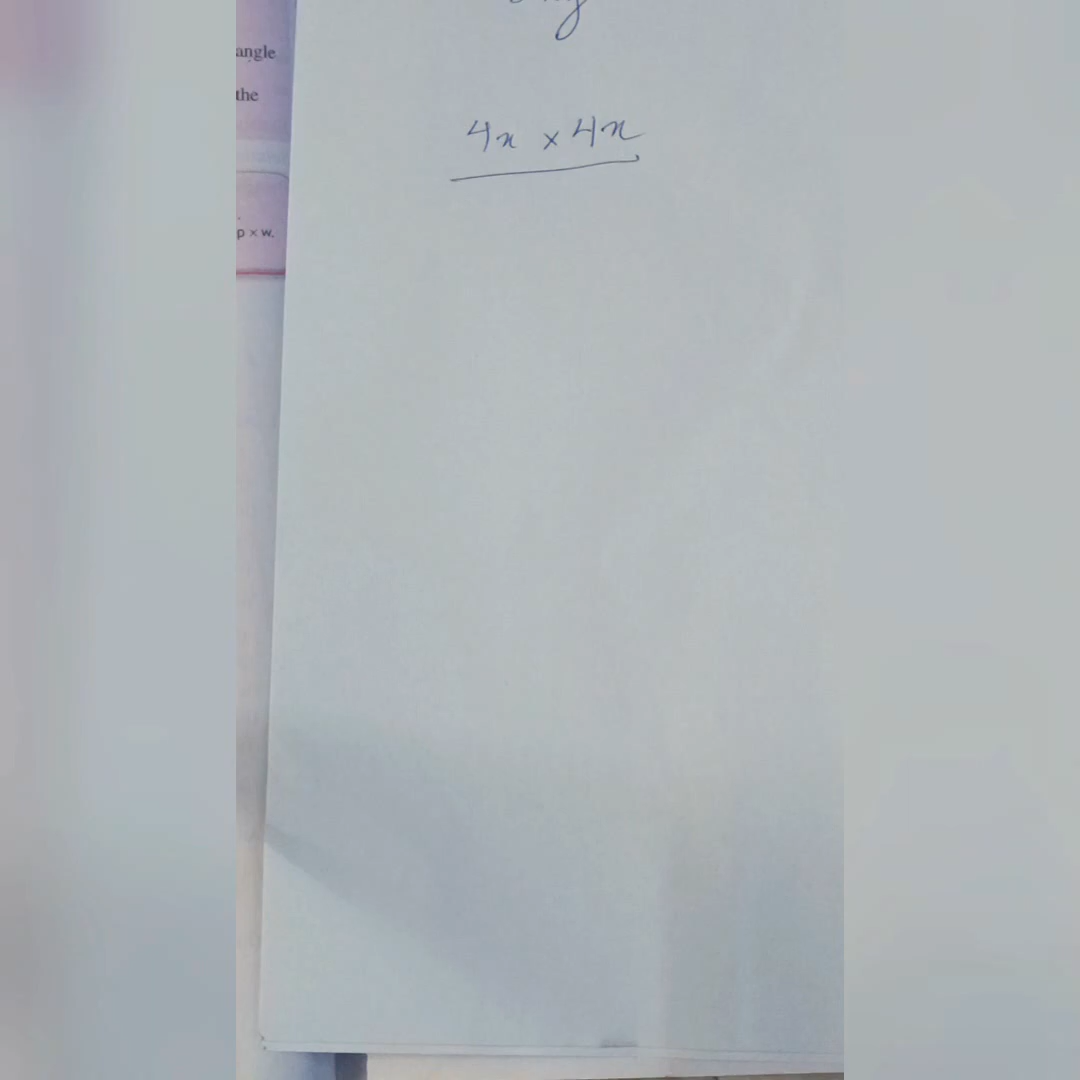 angle
the
p × w.
4x × 4x